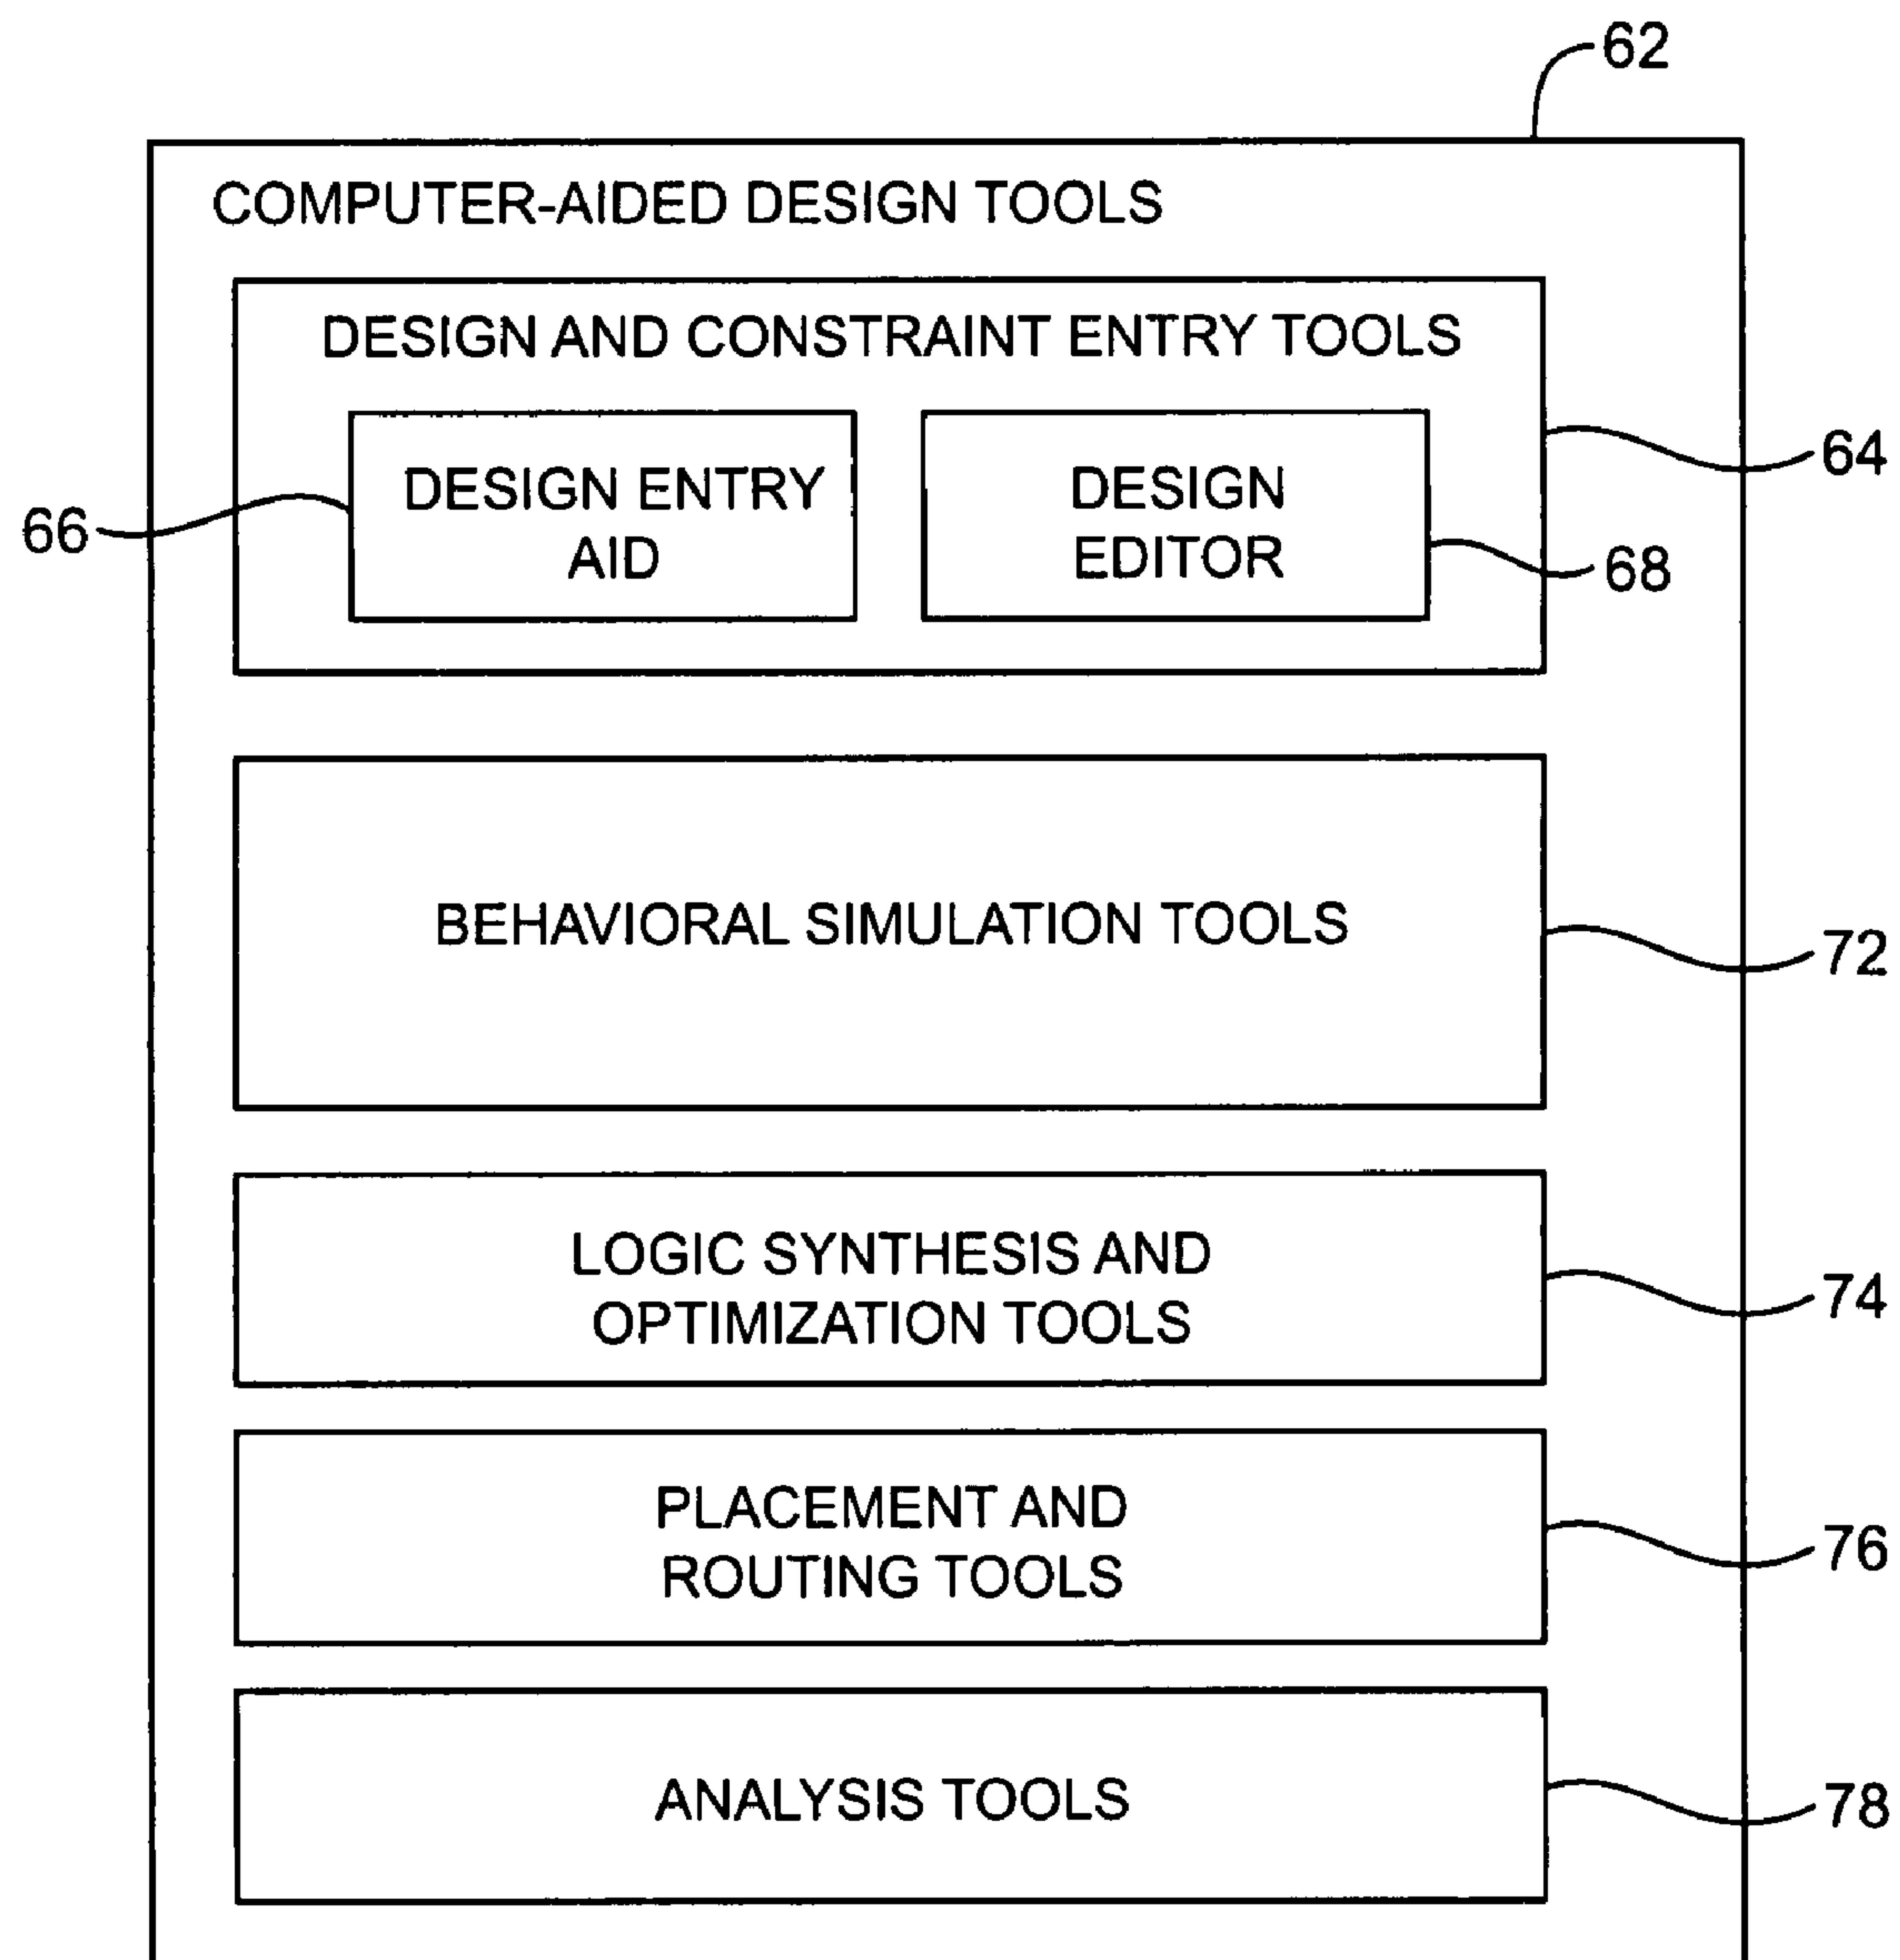 62
COMPUTER-AIDED DESIGN TOOLS
DESIGN AND CONSTRAINT ENTRY TOOLS
64
66
DESIGN ENTRY
AID
DESIGN
EDITOR
68
BEHAVIORAL SIMULATION TOOLS
72
LOGIC SYNTHESIS AND
OPTIMIZATION TOOLS
74
PLACEMENT AND
ROUTING TOOLS
76
ANALYSIS TOOLS
78